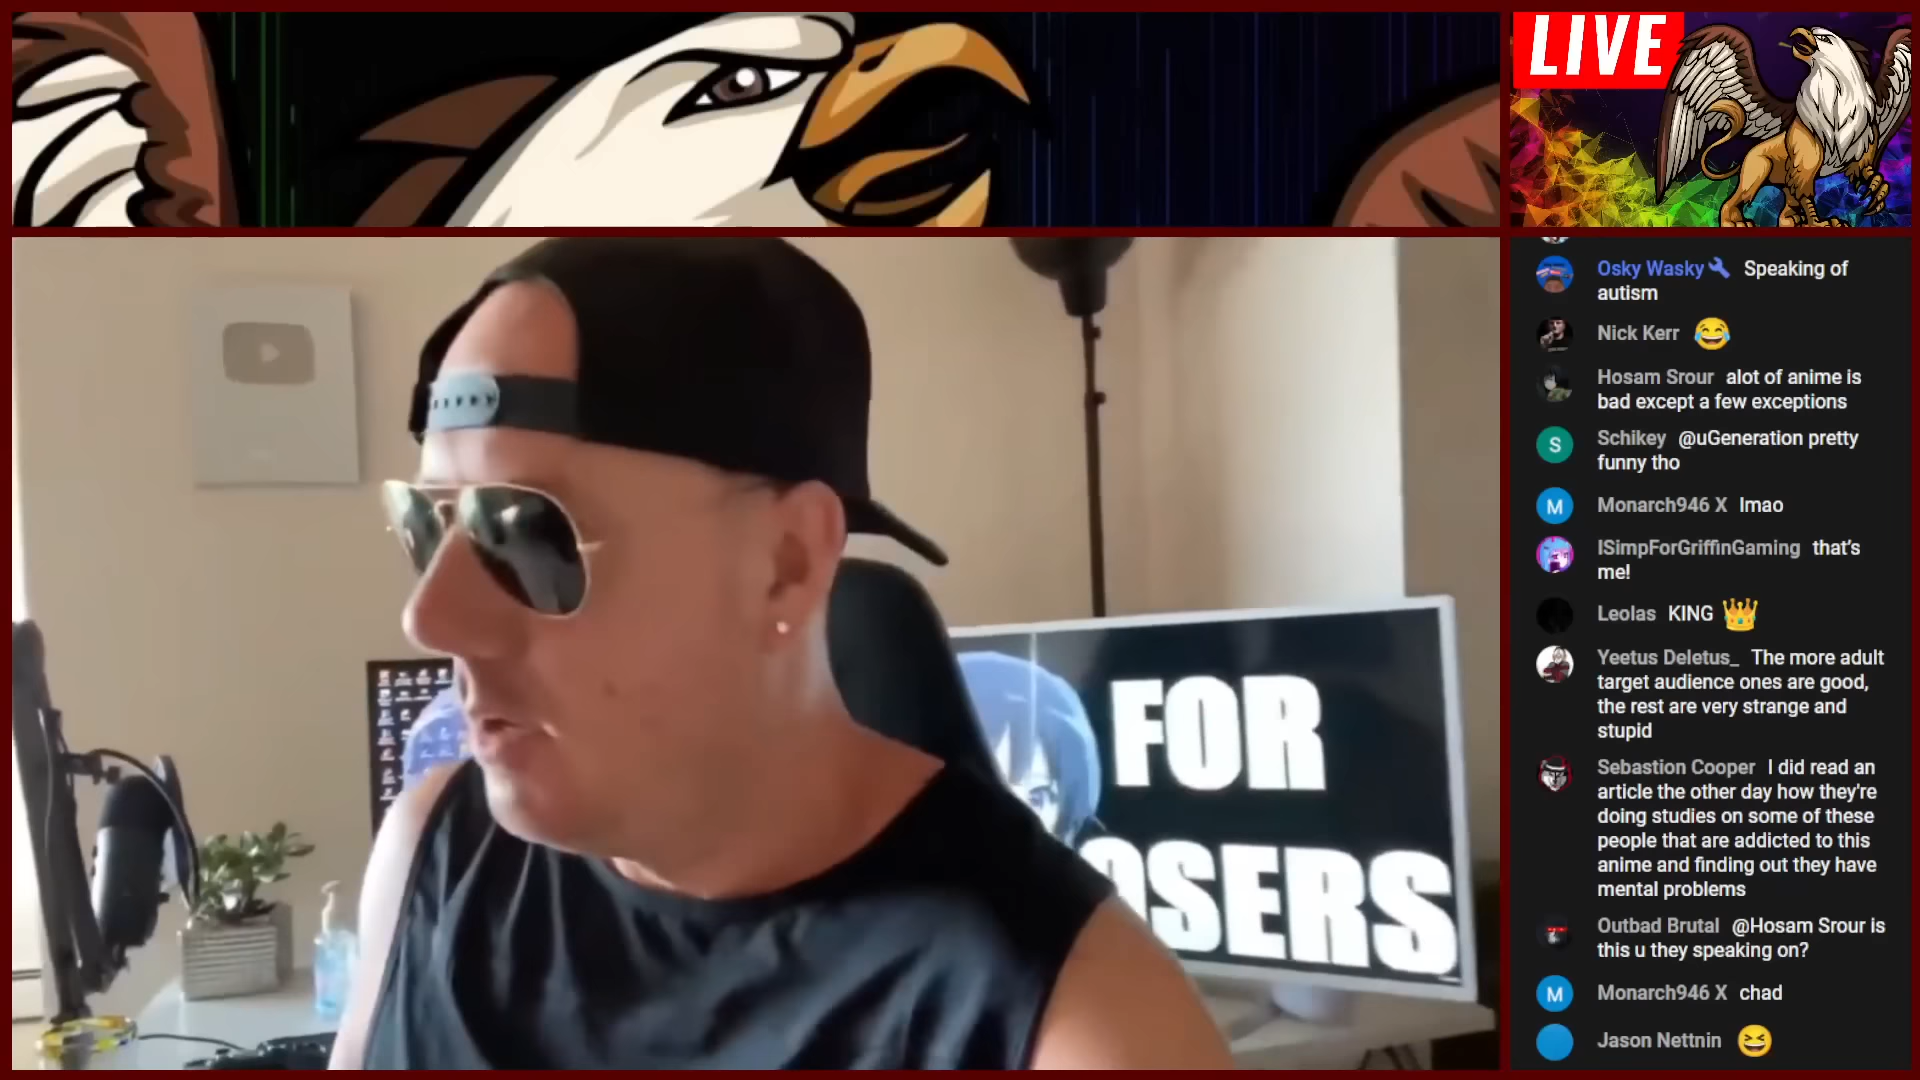 LIVE
Osky Wasky Speaking of
autism
Nick Kerr 😂
Hosam Srour alot of anime is
bad except a few exceptions
S
Schikey @uGeneration pretty
funny tho
M
Monarch946 X lmao
ISimpForGriffinGaming that's
me!
Leolas KING 👑
Yeetus Deletus_ The more adult
target audience ones are good,
the rest are very strange and
stupid
Sebastion Cooper I did read an
article the other day how they're
doing studies on some of these
people that are addicted to this
anime and finding out they have
mental problems
Outbad Brutal @Hosam Srour is
this u they speaking on?
M
Monarch946 X chad
Jason Nettnin 😆
FOR
OSERS